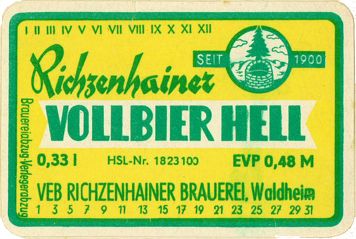 I II III IV V VI VII VIII IX X XI XII
SEIT 1900
Richzenhainer
VOLLBIER HELL
Brauereiabzug-Verlegerabzug
0,33 l HSL-Nr. 1823100 EVP 0,48 M
VEB RICHZENHAINER BRAUEREI, Waldheim
1 3 5 7 9 11 13 15 17 19 21 23 25 27 29 31